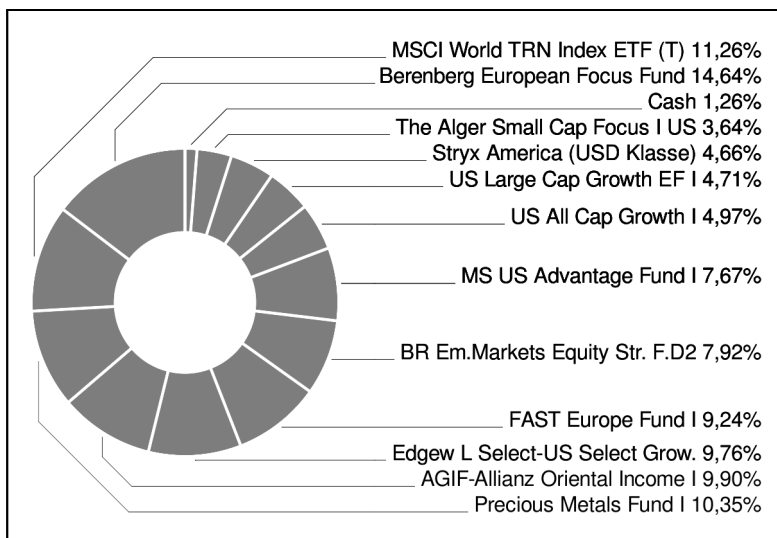 MSCI World TRN Index ETF (T) 11,26%
Berenberg European Focus Fund 14,64%
Cash 1,26%
The Alger Small Cap Focus I US 3,64%
Stryx America (USD Klasse) 4,66%
US Large Cap Growth EF I 4,71%
US All Cap Growth I 4,97%
MS US Advantage Fund I 7,67%
BR Em.Markets Equity Str. F.D2 7,92%
FAST Europe Fund I 9,24%
Edgew L Select-US Select Grow. 9,76%
AGIF-Allianz Oriental Income I 9,90%
Precious Metals Fund I 10,35%